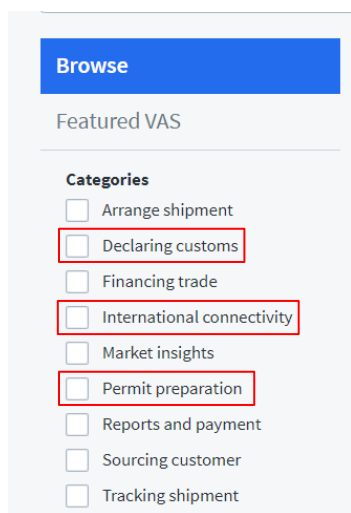 Browse
Featured VAS
Categories
Arrange shipment
Declaring customs
Financing trade
International connectivity
Market insights
Permit preparation
Reports and payment
Sourcing customer
Tracking shipment